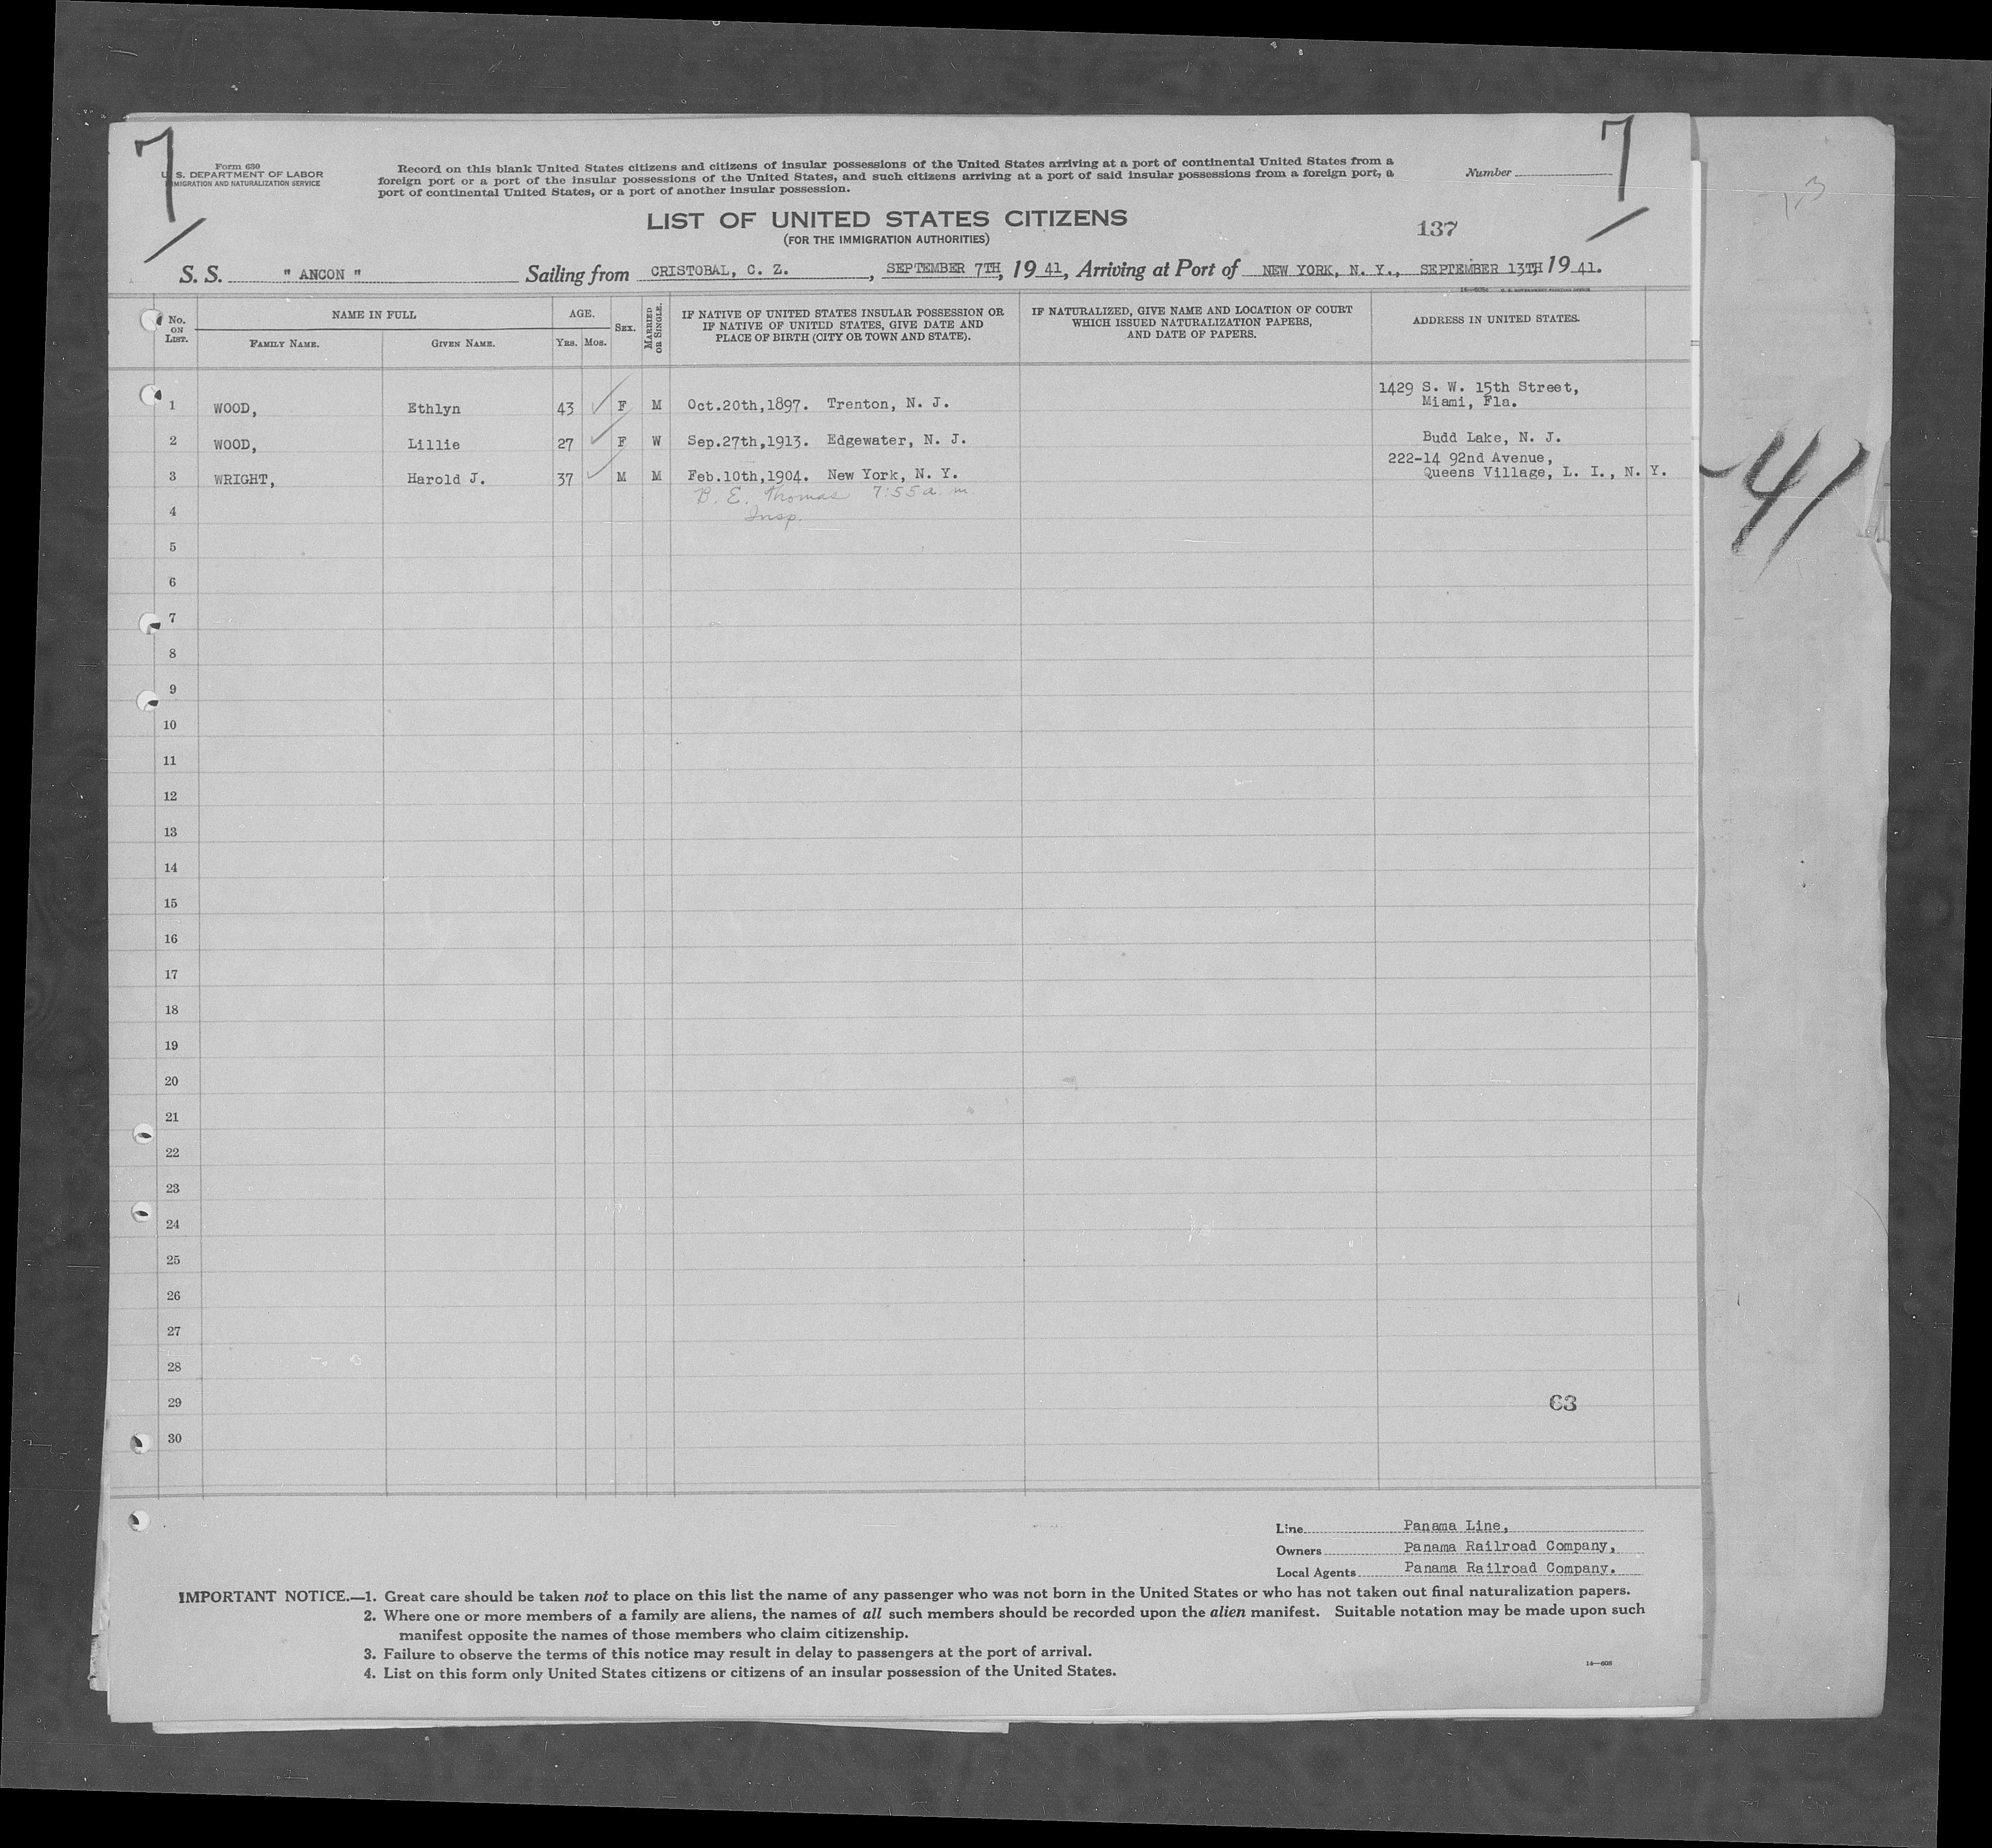 7 7
Form 630
U. S. DEPARTMENT OF LABOR
IMMIGRATION AND NATURALIZATION SERVICE
Record on this blank United States citizens and citizens of insular possessions of the United States arriving at a port of continental United States from a
foreign port or a port of the insular possessions of the United States, and such citizens arriving at a port of said insular possessions from a foreign port, a
port of continental United States, or a port of another insular possession.
Number
LIST OF UNITED STATES CITIZENS
(FOR THE IMMIGRATION AUTHORITIES)
137
S. S. " ANCON " Sailing from CRISTOBAL, C. Z., SEPTEMBER 7TH, 19 41, Arriving at Port of NEW YORK, N. Y., SEPTEMBER 13TH 19 41.
No. ON LIST. NAME IN FULL FAMILY NAME. GIVEN NAME. AGE. YRS. MOS. SEX. MARRIED OR SINGLE.
IF NATIVE OF UNITED STATES INSULAR POSSESSION OR
IF NATIVE OF UNITED STATES, GIVE DATE AND
PLACE OF BIRTH (CITY OR TOWN AND STATE).
IF NATURALIZED, GIVE NAME AND LOCATION OF COURT
WHICH ISSUED NATURALIZATION PAPERS,
AND DATE OF PAPERS.
ADDRESS IN UNITED STATES.
1429 S. W. 15th Street,
1 WOOD, Ethlyn 43 F M Oct.20th,1897. Trenton, N. J. Miami, Fla.
2 WOOD, Lillie 27 F W Sep.27th,1913. Edgewater, N. J. Budd Lake, N. J.
222-14 92nd Avenue,
3 WRIGHT, Harold J. 37 M M Feb.10th,1904. New York, N. Y. Queens Village, L. I., N. Y.
B. E. Thomas 7:55 a. m.
4 Insp.
5
6
7
8
9
10
11
12
13
14
15
16
17
18
19
20
21
22
23
24
25
26
27
28
29 63
30
-41
Line Panama Line,
Owners Panama Railroad Company,
Local Agents Panama Railroad Company.
IMPORTANT NOTICE.—1. Great care should be taken not to place on this list the name of any passenger who was not born in the United States or who has not taken out final naturalization papers.
2. Where one or more members of a family are aliens, the names of all such members should be recorded upon the alien manifest. Suitable notation may be made upon such
manifest opposite the names of those members who claim citizenship.
3. Failure to observe the terms of this notice may result in delay to passengers at the port of arrival.
4. List on this form only United States citizens or citizens of an insular possession of the United States.
14—608